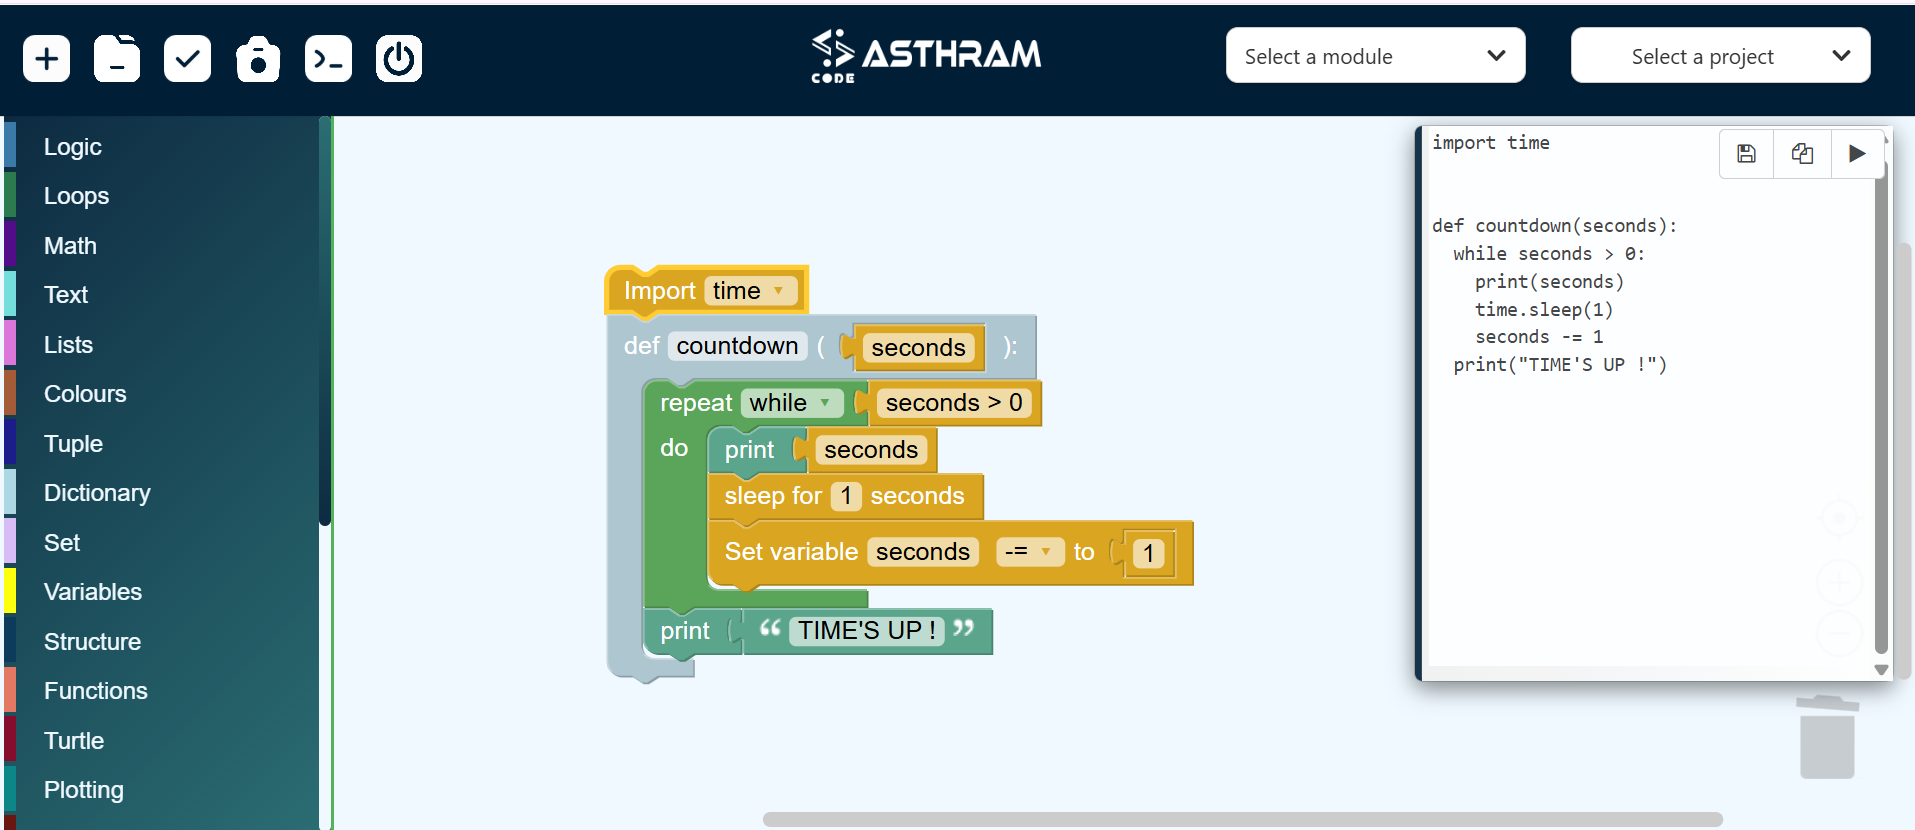 ASTHRAM
CODE
Select a module
Select a project
Logic
Loops
Math
Text
Lists
Colours
Tuple
Dictionary
Set
Variables
Structure
Functions
Turtle
Plotting
Import time
def countdown ( seconds ):
repeat while seconds > 0
do print seconds
sleep for 1 seconds
Set variable seconds -= to 1
print “ TIME'S UP ! ”
import time
def countdown(seconds):
while seconds > 0:
print(seconds)
time.sleep(1)
seconds -= 1
print("TIME'S UP !")